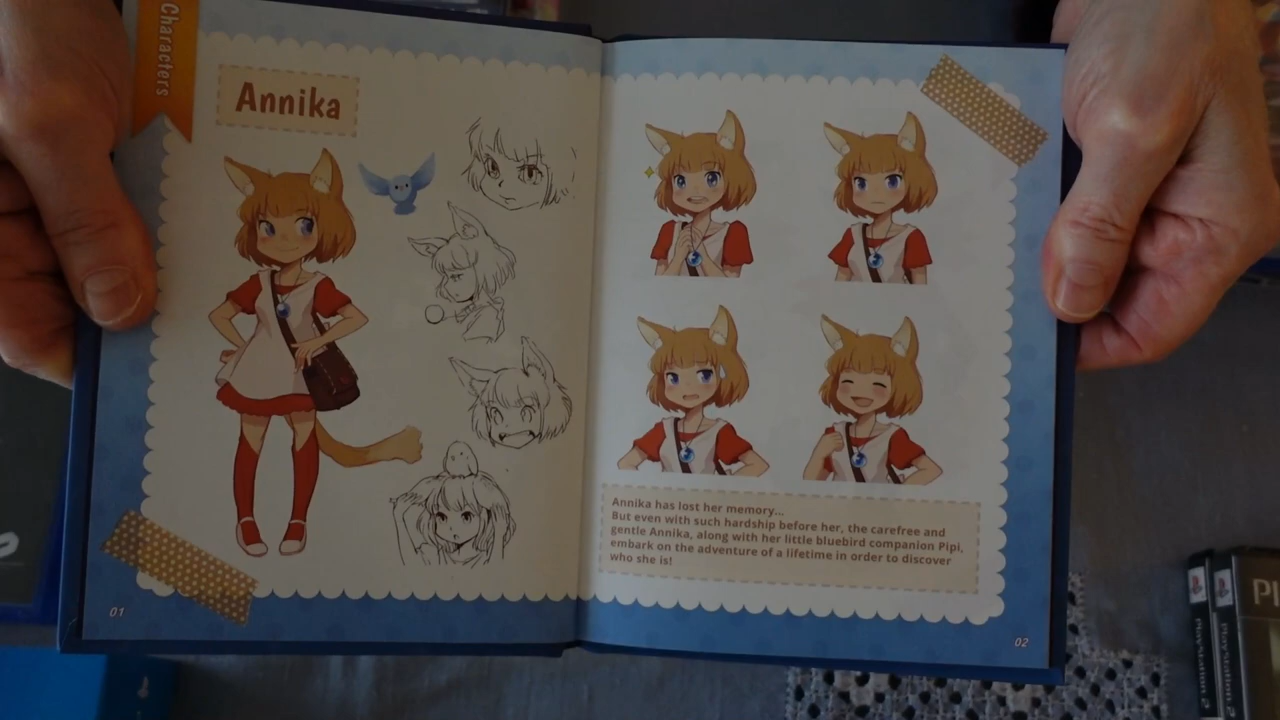 Characters
Annika
Annika has lost her memory...
But even with such hardship before her, the carefree and
gentle Annika, along with her little bluebird companion Pipi,
embark on the adventure of a lifetime in order to discover
who she is!
01
02
PlayStation 2
PlayStation 2